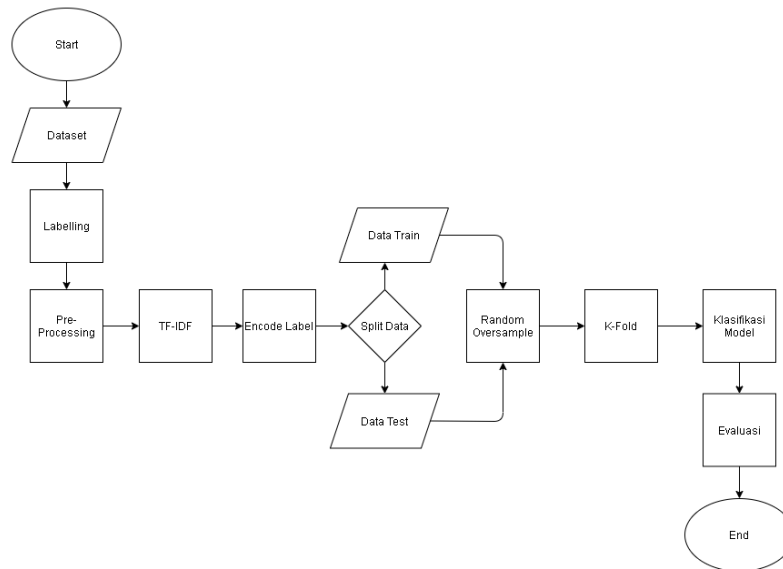 Start
Dataset
Labelling
Pre-
Processing
TF-IDF
Encode Label
Split Data
Data Train
Data Test
Random
Oversample
K-Fold
Klasifikasi
Model
Evaluasi
End